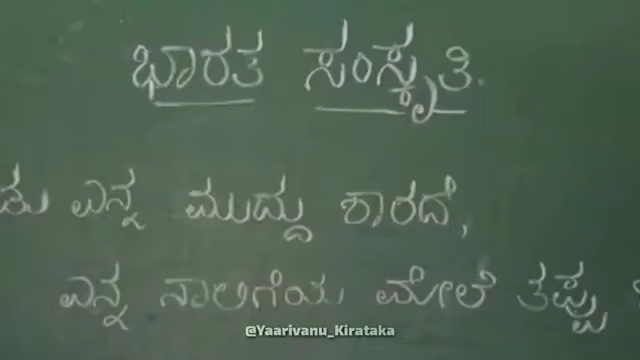 ಭಾರತ ಸಂಸ್ಕೃತಿ.
ಎನ್ನ ಮುದ್ದು ಶಾರದೆ,
ಎನ್ನ ನಾಲಿಗೆಯ ಮೇಲೆ ತಪ್ಪು
@Yaarivanu_Kirataka